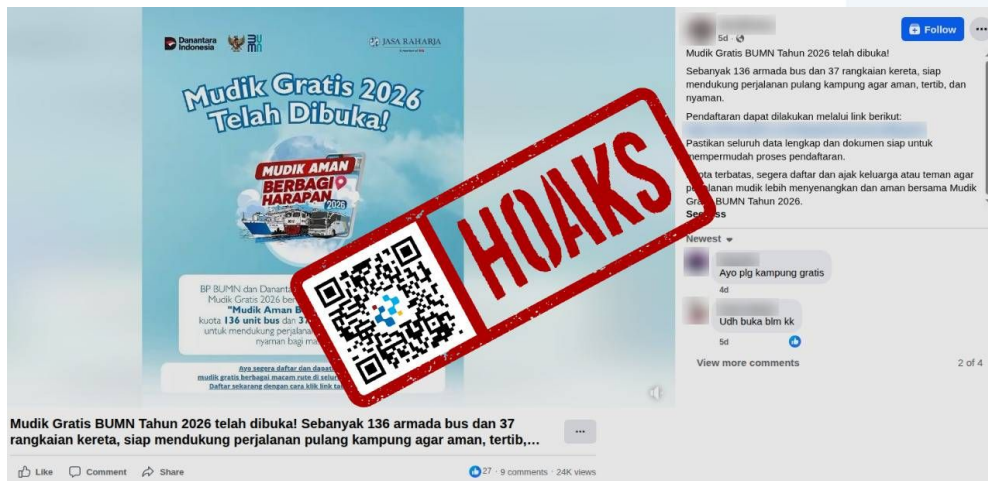 Danantara
Indonesia
BU
MN
JASA RAHARJA
Mudik Gratis 2026
Telah Dibuka!
MUDIK AMAN
BERBAGI
HARAPAN
2026
BP BUMN dan Danant
Mudik Gratis 2026 ber
"Mudik Aman B
kuota 136 unit bus dan 37
untuk mendukung perjalana
nyaman bagi ma
Ayo segera daftar dan dapat
mudik gratis berbagai macam rute di selur
Daftar sekarang dengan cara klik link ta
HOAKS
Follow
5d
Mudik Gratis BUMN Tahun 2026 telah dibuka!
Sebanyak 136 armada bus dan 37 rangkaian kereta, siap
mendukung perjalanan pulang kampung agar aman, tertib, dan
nyaman.
Pendaftaran dapat dilakukan melalui link berikut:
Pastikan seluruh data lengkap dan dokumen siap untuk
mempermudah proses pendaftaran.
ota terbatas, segera daftar dan ajak keluarga atau teman agar
perjalanan mudik lebih menyenangkan dan aman bersama Mudik
Gratis BUMN Tahun 2026.
Newest
Ayo plg kampung gratis
4d
Udh buka blm kk
5d
View more comments
2 of 4
Mudik Gratis BUMN Tahun 2026 telah dibuka! Sebanyak 136 armada bus dan 37
rangkaian kereta, siap mendukung perjalanan pulang kampung agar aman, tertib,...
Like
Comment
Share
27 · 9 comments · 24K views